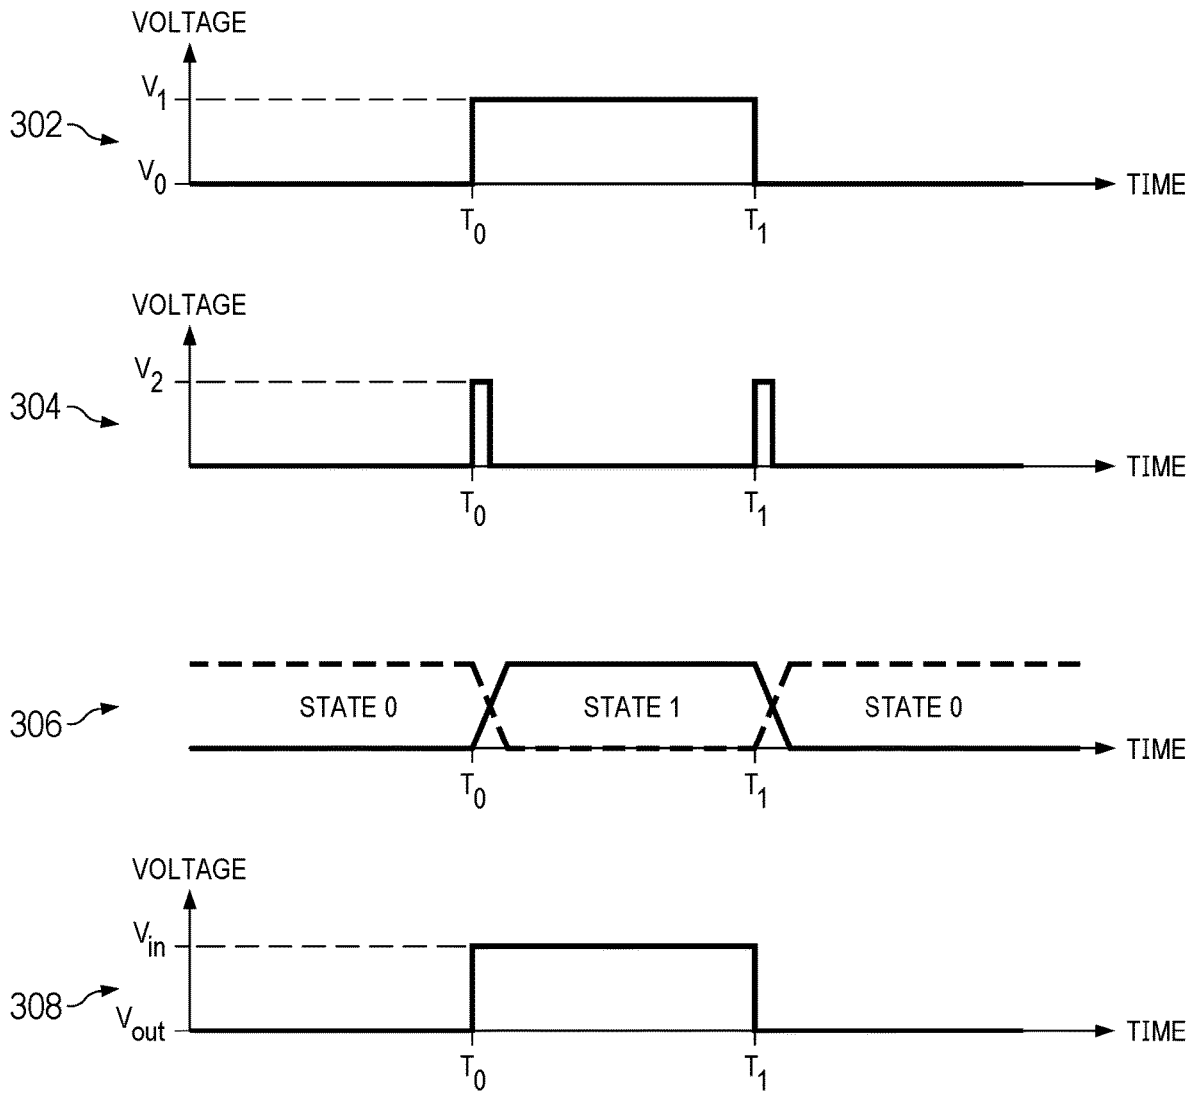 VOLTAGE
V1
302
V0
TIME
T0 T1
VOLTAGE
V2
304
TIME
T0 T1
STATE 0 STATE 1 STATE 0
306
TIME
T0 T1
VOLTAGE
Vin
308
Vout
TIME
T0 T1